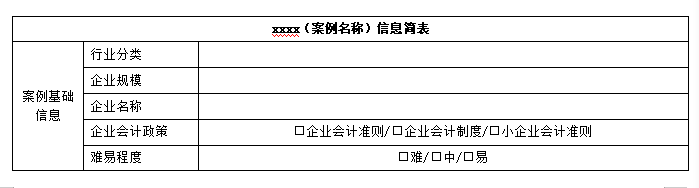 xxxx（案例名称）信息简表
案例基础
信息
行业分类
企业规模
企业名称
企业会计政策
□企业会计准则/□企业会计制度/□小企业会计准则
难易程度
□难/□中/□易